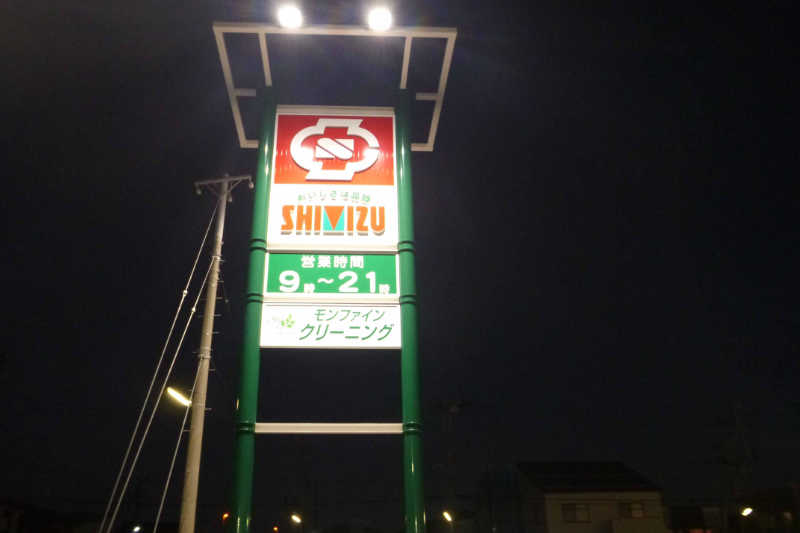 SHIMIZU
営業時間
9時～21時
モンファイン
クリーニング